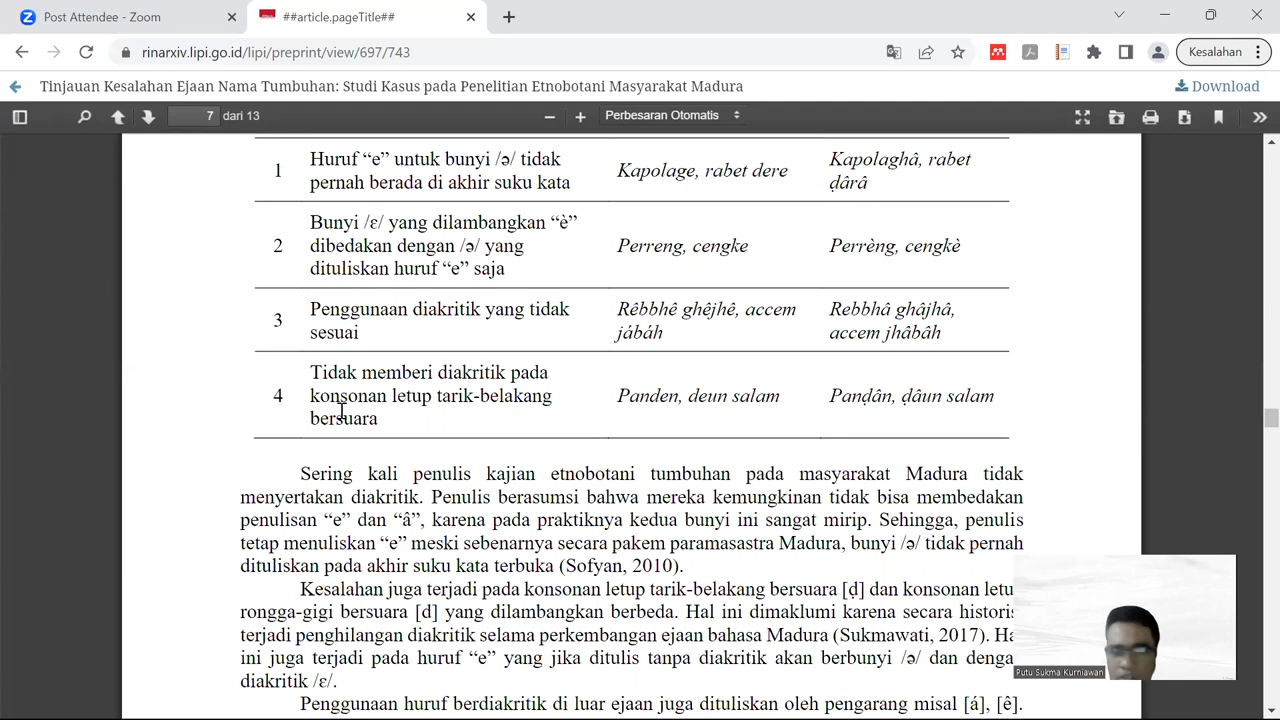 Post Attendee - Zoom
##article.pageTitle##
rinarxiv.lipi.go.id/lipi/preprint/view/697/743
Kesalahan
Tinjauan Kesalahan Ejaan Nama Tumbuhan: Studi Kasus pada Penelitian Etnobotani Masyarakat Madura
Download
7 dari 13
Perbesaran Otomatis
1 Huruf “e” untuk bunyi /ə/ tidak pernah berada di akhir suku kata Kapolage, rabet dere Kapolaghâ, rabet ḍârâ
2 Bunyi /ɛ/ yang dilambangkan “è” dibedakan dengan /ə/ yang dituliskan huruf “e” saja Perreng, cengke Perrèng, cengkè
3 Penggunaan diakritik yang tidak sesuai Rêbbhê ghêjhê, accem jábáh Rebbhâ ghâjhâ, accem jhâbâh
4 Tidak memberi diakritik pada konsonan letup tarik-belakang bersuara Panden, deun salam Panḍân, ḍâun salam
Sering kali penulis kajian etnobotani tumbuhan pada masyarakat Madura tidak
menyertakan diakritik. Penulis berasumsi bahwa mereka kemungkinan tidak bisa membedakan
penulisan “e” dan “â”, karena pada praktiknya kedua bunyi ini sangat mirip. Sehingga, penulis
tetap menuliskan “e” meski sebenarnya secara pakem paramasastra Madura, bunyi /ə/ tidak pernah
dituliskan pada akhir suku kata terbuka (Sofyan, 2010).
Kesalahan juga terjadi pada konsonan letup tarik-belakang bersuara [ḍ] dan konsonan letu
rongga-gigi bersuara [d] yang dilambangkan berbeda. Hal ini dimaklumi karena secara historis
terjadi penghilangan diakritik selama perkembangan ejaan bahasa Madura (Sukmawati, 2017). Ha
ini juga terjadi pada huruf “e” yang jika ditulis tanpa diakritik akan berbunyi /ə/ dan denga
diakritik /ɛ/.
Penggunaan huruf berdiakritik di luar ejaan juga dituliskan oleh pengarang misal [á], [ê].
Putu Sukma Kurniawan